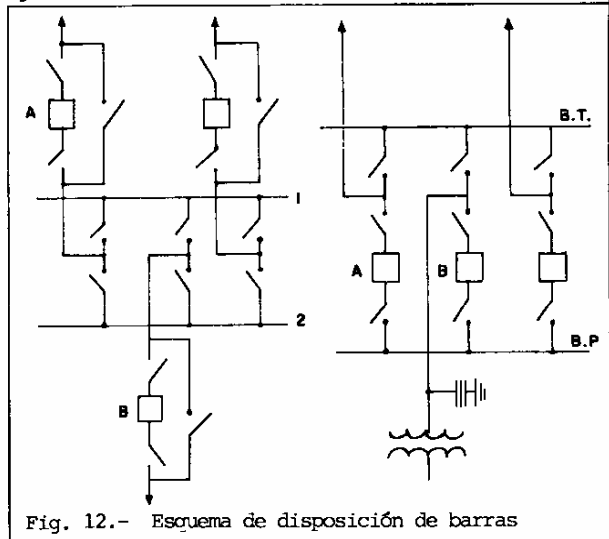 A
B.T.
1
A
B
2
B.P
B
Fig. 12.- Esquema de disposición de barras